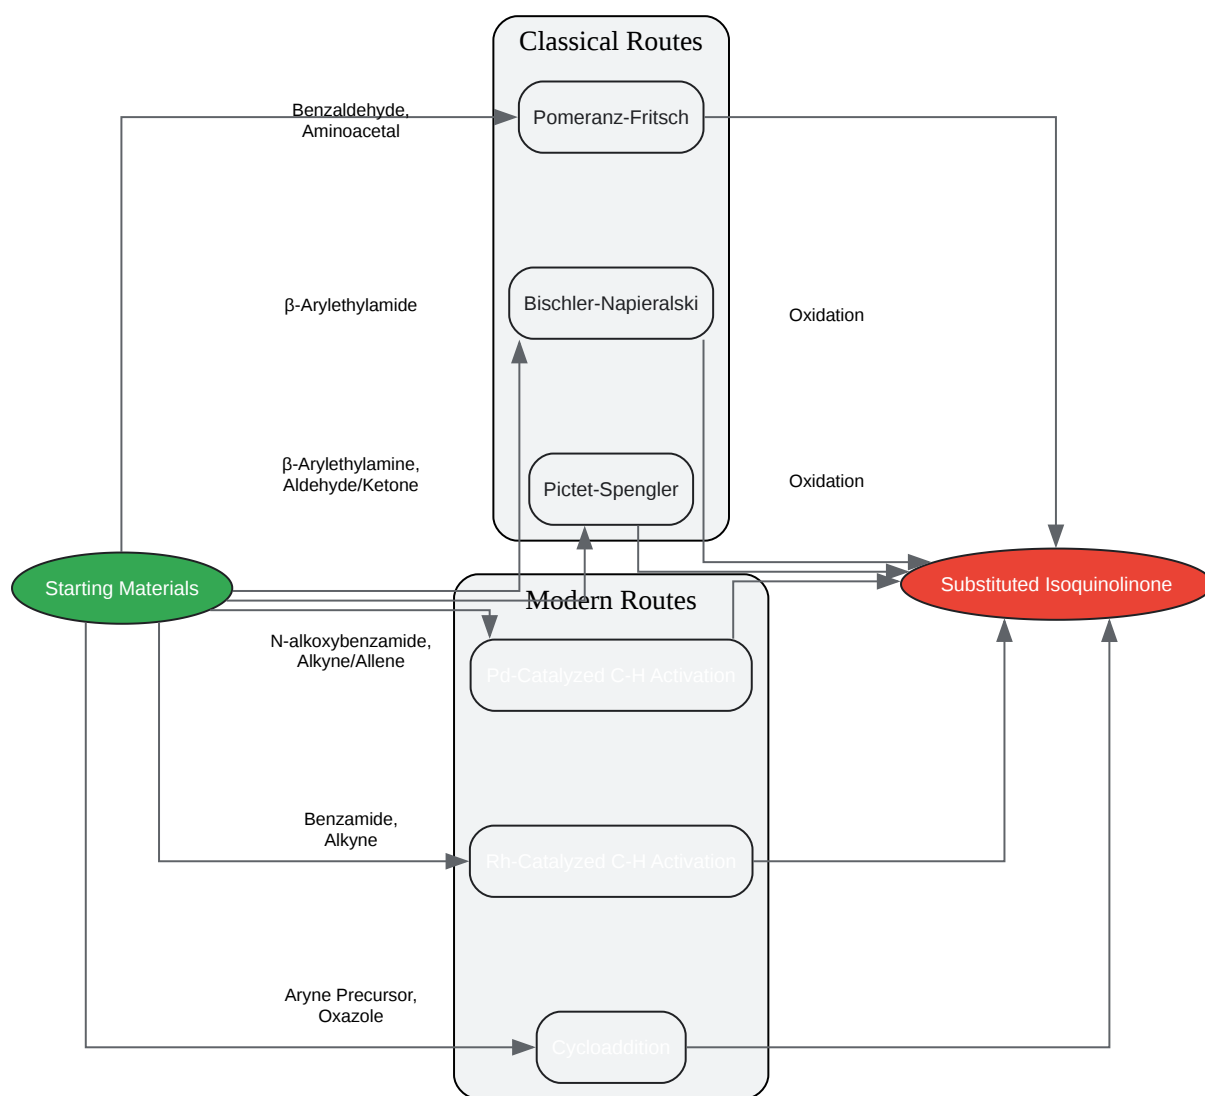 Classical Routes
Benzaldehyde,
Aminoacetal
Pomeranz-Fritsch
β-Arylethylamide
Bischler-Napieralski
Oxidation
β-Arylethylamine,
Aldehyde/Ketone
Pictet-Spengler
Oxidation
Starting Materials
Substituted Isoquinolinone
Modern Routes
N-alkoxybenzamide,
Alkyne/Allene
Pd-Catalyzed C-H Activation
Benzamide,
Alkyne
Rh-Catalyzed C-H Activation
Aryne Precursor,
Oxazole
Cycloaddition